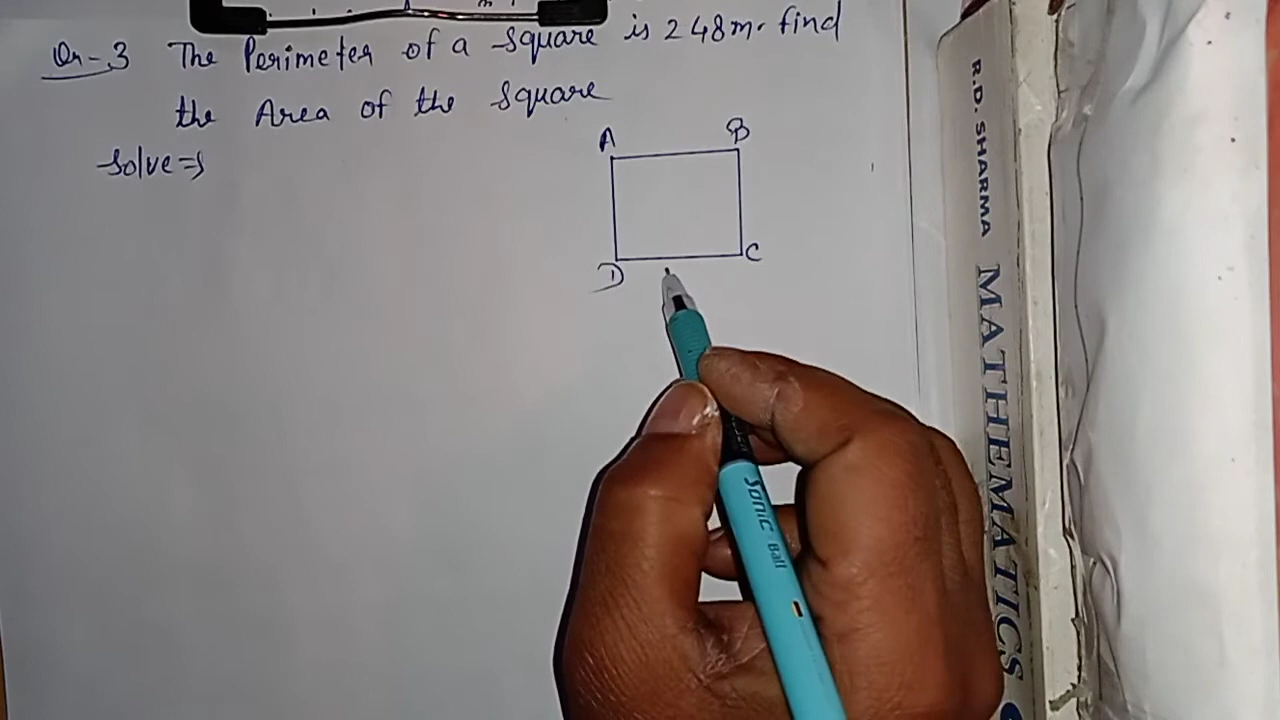 Qn-3 The Perimeter of a square is 248m. find
the Area of the square
Solve⇒
A B
D C
Sonic Ball
R.D. SHARMA MATHEMATICS